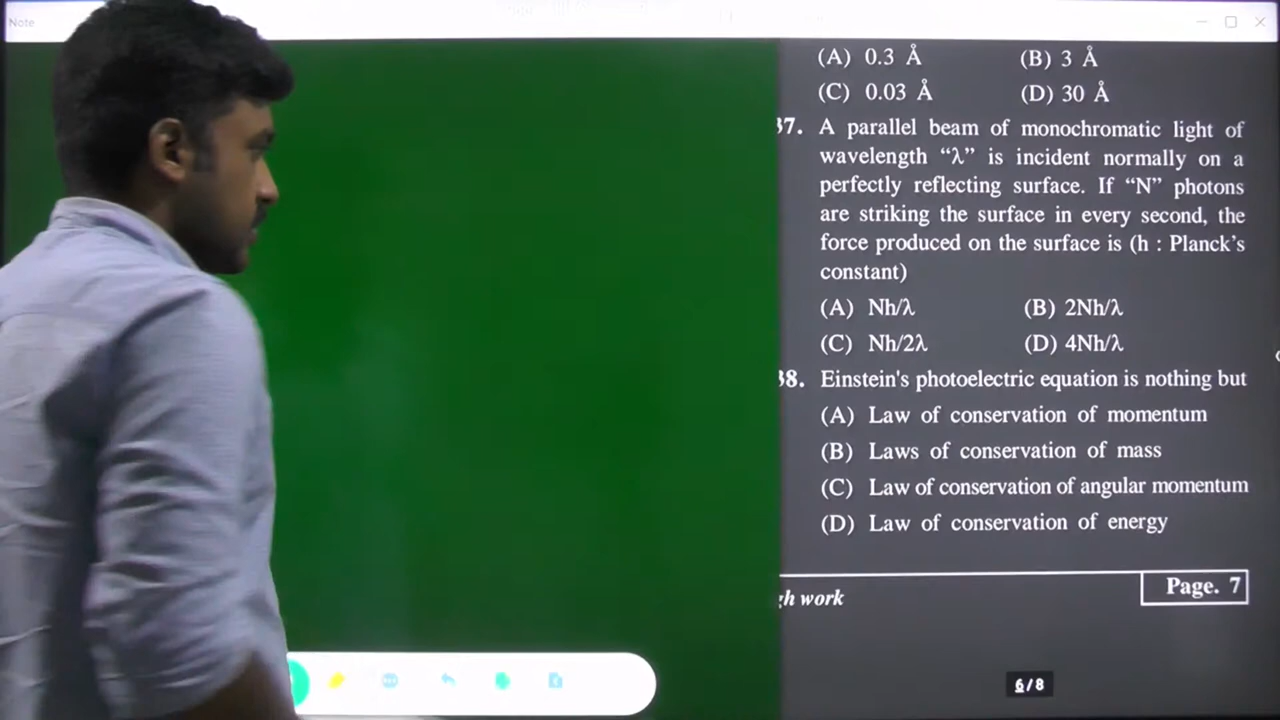 Note
(A) 0.3 Å (B) 3 Å
(C) 0.03 Å (D) 30 Å
37. A parallel beam of monochromatic light of
wavelength “λ” is incident normally on a
perfectly reflecting surface. If “N” photons
are striking the surface in every second, the
force produced on the surface is (h : Planck’s
constant)
(A) Nh/λ (B) 2Nh/λ
(C) Nh/2λ (D) 4Nh/λ
38. Einstein's photoelectric equation is nothing but
(A) Law of conservation of momentum
(B) Laws of conservation of mass
(C) Law of conservation of angular momentum
(D) Law of conservation of energy
gh work
Page. 7
6/8